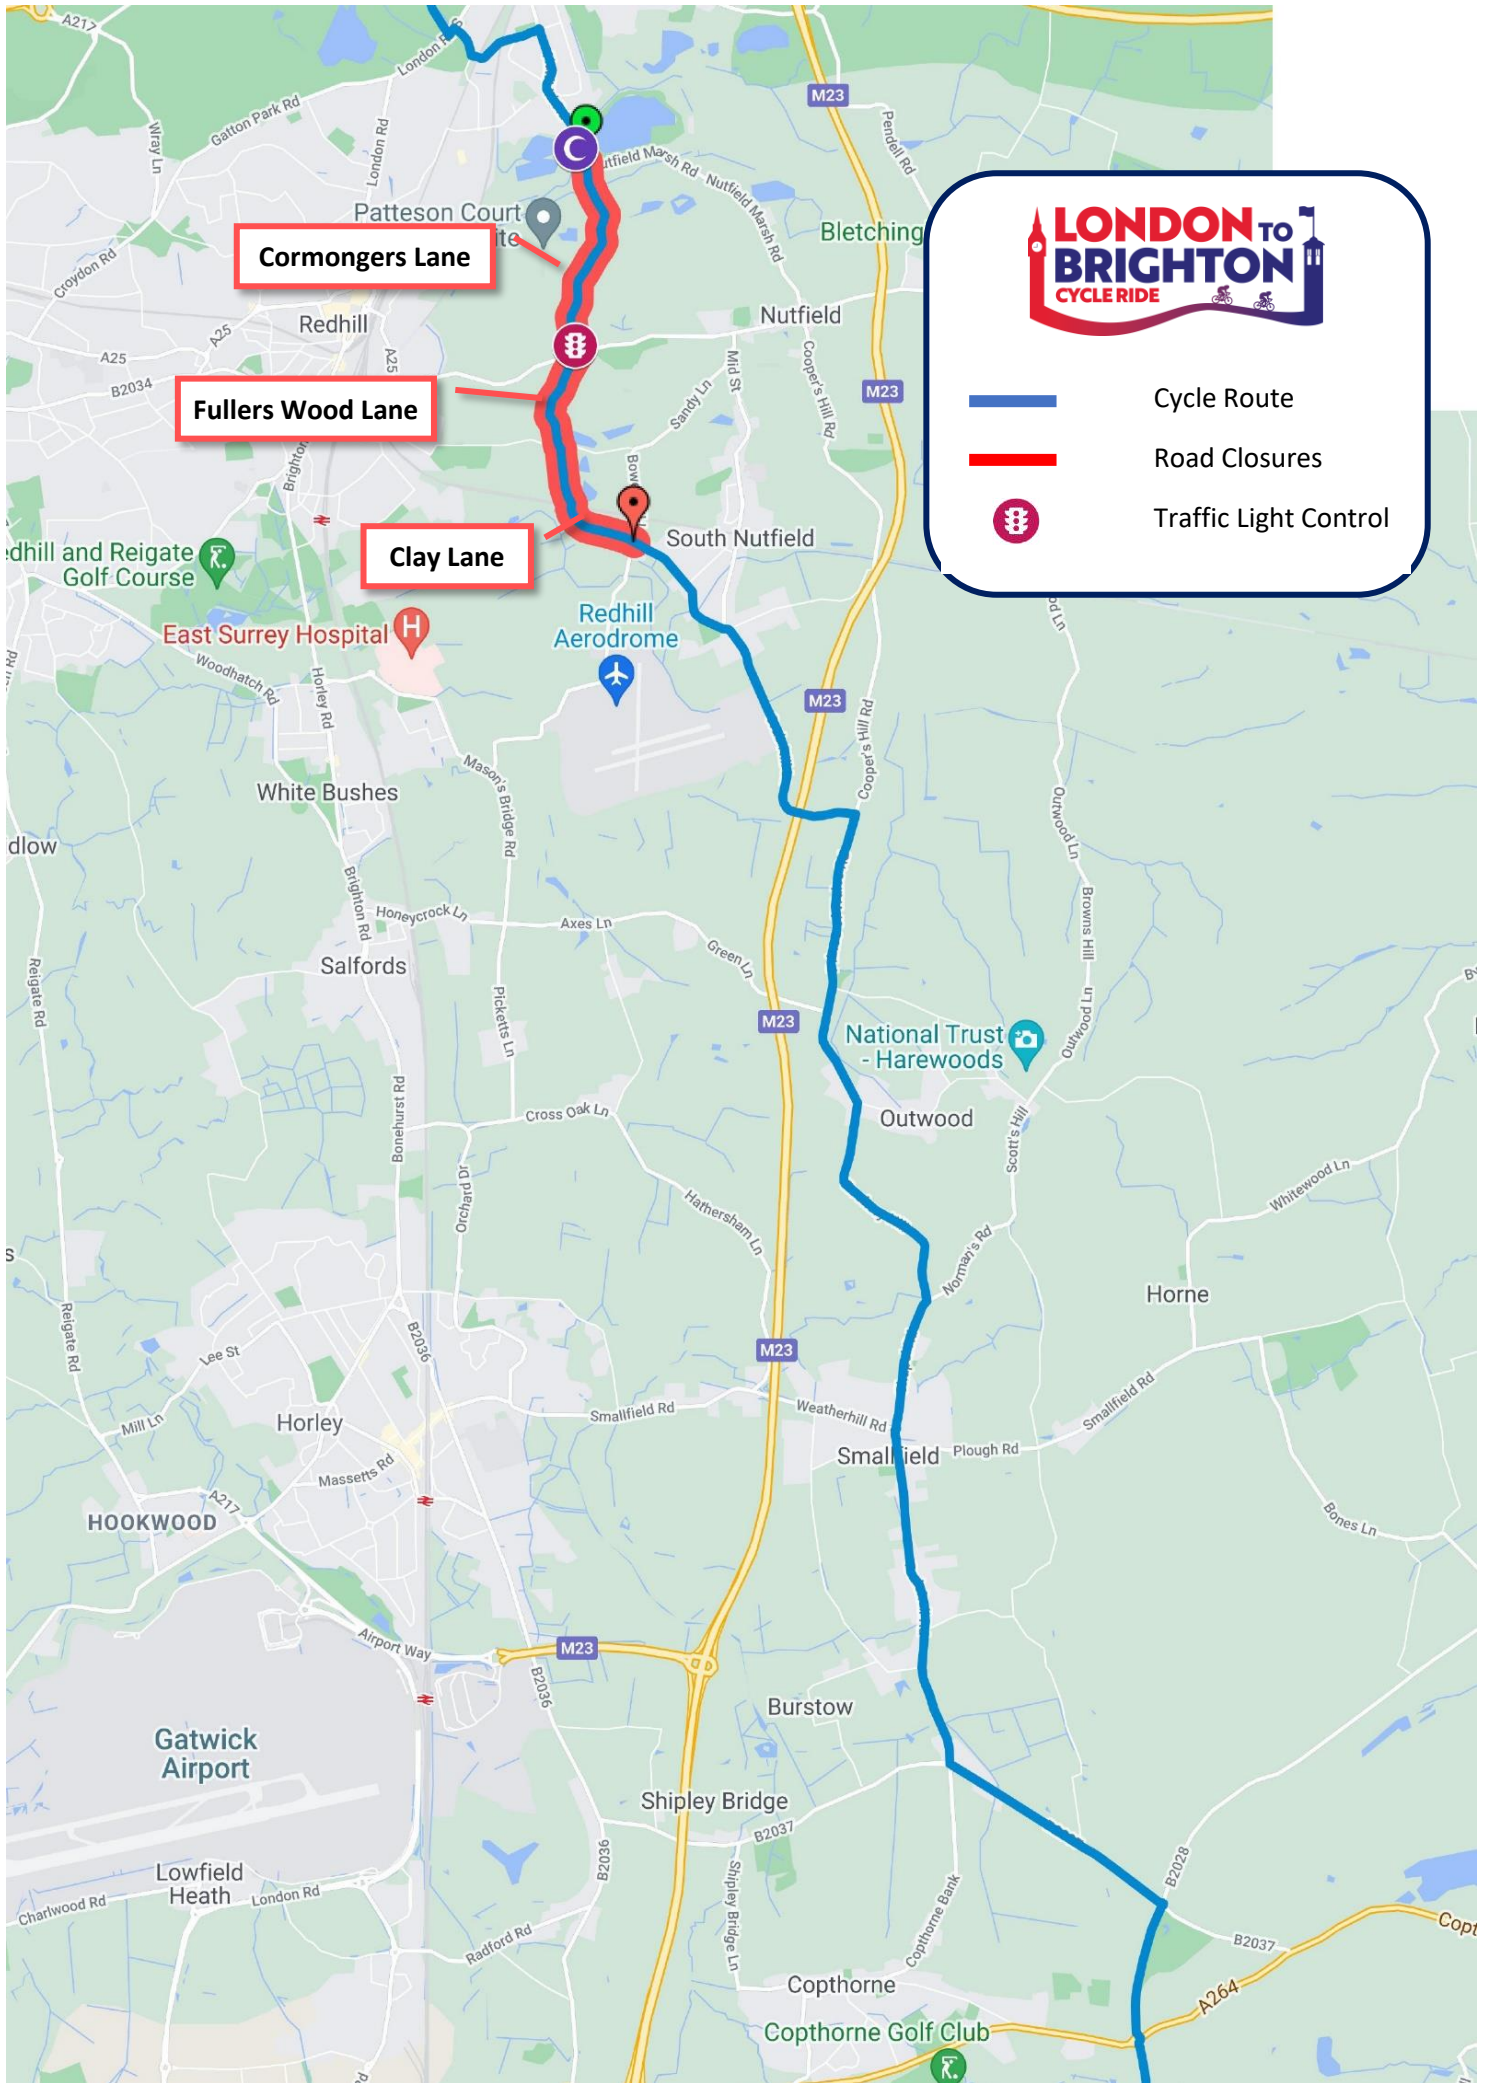 A217
London Rd
Gatton Park Rd
Wray Ln
London Rd
M23
Pendell Rd
Nutfield Marsh Rd
Nutfield Marsh Rd
Patteson Court
ite
Bletching
Cormongers Lane
Croydon Rd
Redhill
A25
A25
A25
B2034
Nutfield
Mid St
Cooper's Hill Rd
Sandy Ln
M23
Fullers Wood Lane
Brighton
Bow
LONDON TO
BRIGHTON
CYCLE RIDE
Cycle Route
Road Closures
Traffic Light Control
Clay Lane
South Nutfield
edhill and Reigate
Golf Course
East Surrey Hospital
H
Redhill
Aerodrome
Woodhatch Rd
Horley Rd
M23
Cooper's Hill Rd
od Ln
Mason's Bridge Rd
White Bushes
dlow
Outwood Ln
Brighton Rd
Honeycrock Ln
Axes Ln
Green Ln
Browns Hill
Salfords
Reigate Rd
Picketts Ln
M23
National Trust
- Harewoods
Outwood Ln
Bonehurst Rd
Cross Oak Ln
Outwood
Scott's Hill
Orchard Dr
Hathersham Ln
Whitewood Ln
Norman's Rd
Horne
Reigate Rd
B2036
Lee St
M23
Mill Ln
Horley
Smallfield Rd
Weatherhill Rd
Smallfield
Plough Rd
Smallfield Rd
Massetts Rd
A217
HOOKWOOD
Bones Ln
Airport Way
M23
B2036
Burstow
Gatwick
Airport
Shipley Bridge
B2037
B2036
Shipley Bridge Ln
Lowfield
Heath
London Rd
Charlwood Rd
Radford Rd
Copthorne Bank
B2028
B2037
Copt
A264
Copthorne
Copthorne Golf Club